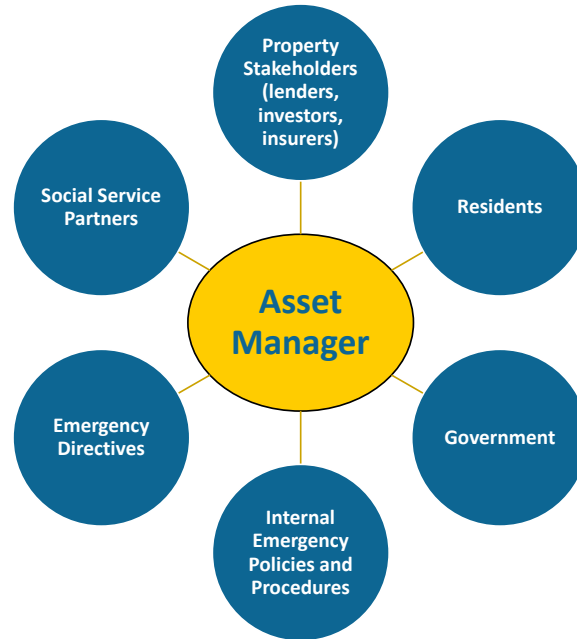 Property
Stakeholders
(lenders,
investors,
insurers)
Social Service
Partners
Residents
Asset
Manager
Emergency
Directives
Government
Internal
Emergency
Policies and
Procedures